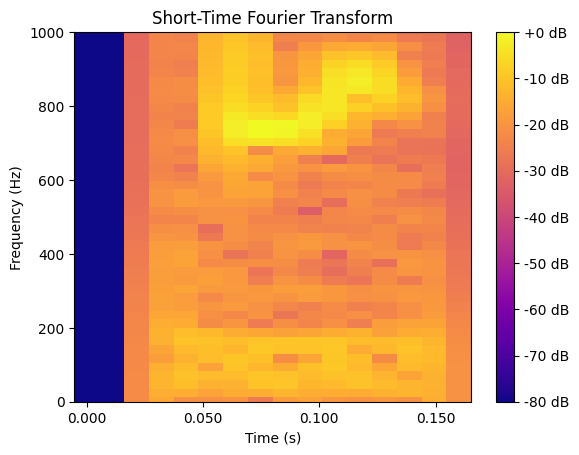 Short-Time Fourier Transform
1000
800
600
400
200
0
Frequency (Hz)
0.000
0.050
0.100
0.150
Time (s)
+0 dB
-10 dB
-20 dB
-30 dB
-40 dB
-50 dB
-60 dB
-70 dB
-80 dB